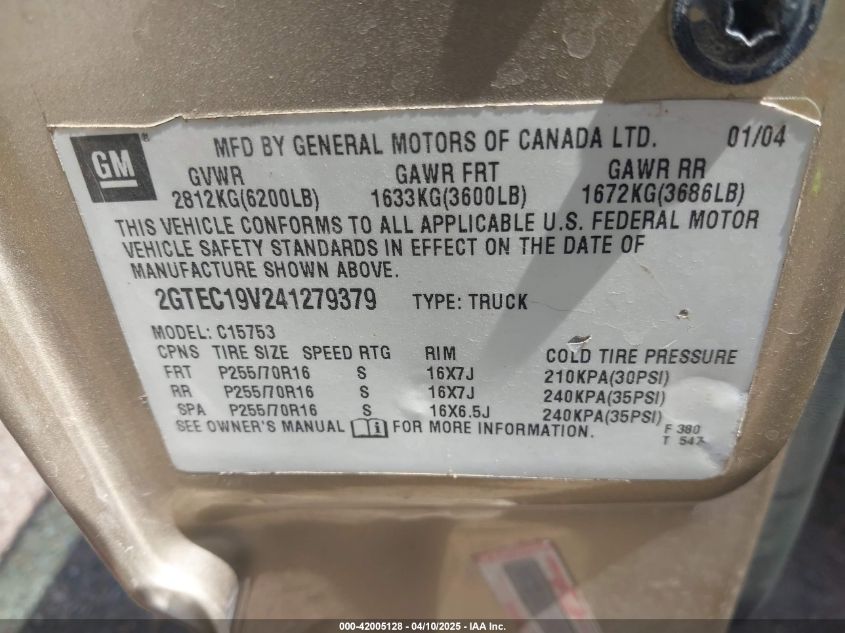 GM
MFD BY GENERAL MOTORS OF CANADA LTD. 01/04
GVWR GAWR FRT GAWR RR
2812KG(6200LB) 1633KG(3600LB) 1672KG(3686LB)
THIS VEHICLE CONFORMS TO ALL APPLICABLE U.S. FEDERAL MOTOR
VEHICLE SAFETY STANDARDS IN EFFECT ON THE DATE OF
MANUFACTURE SHOWN ABOVE.
2GTEC19V241279379 TYPE: TRUCK
MODEL: C15753
CPNS TIRE SIZE SPEED RTG RIM COLD TIRE PRESSURE
FRT P255/70R16 S 16X7J 210KPA(30PSI)
RR P255/70R16 S 16X7J 240KPA(35PSI)
SPA P255/70R16 S 16X6.5J 240KPA(35PSI)
SEE OWNER'S MANUAL FOR MORE INFORMATION.
F 380
T 547
000-42005128 - 04/10/2025 - IAA Inc.